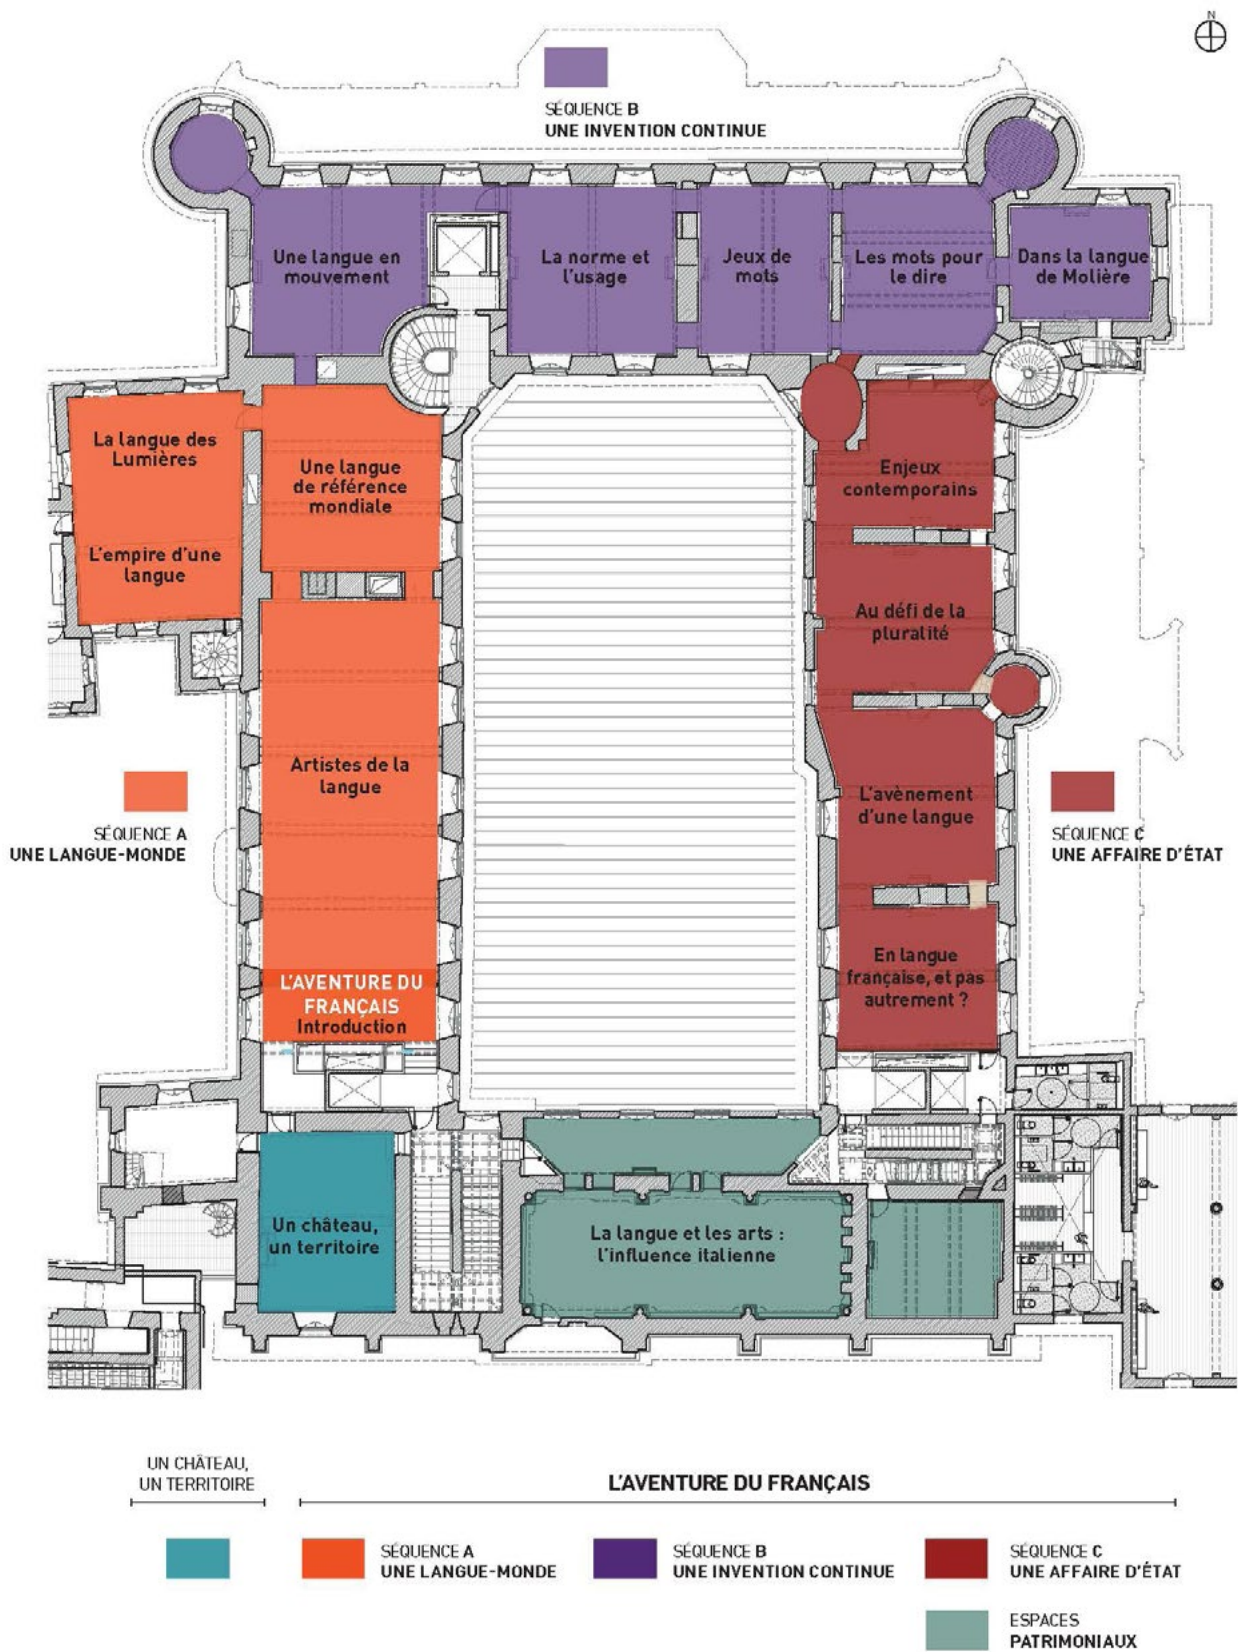 N
SÉQUENCE B
UNE INVENTION CONTINUE
Une langue en
mouvement
La norme et
l'usage
Jeux de
mots
Les mots pour
le dire
Dans la langue
de Molière
La langue des
Lumières
L'empire d'une
langue
Une langue
de référence
mondiale
Enjeux
contemporains
Au défi de la
pluralité
Artistes de la
langue
L'avènement
d'une langue
SÉQUENCE A
UNE LANGUE-MONDE
SÉQUENCE C
UNE AFFAIRE D'ÉTAT
L'AVENTURE DU
FRANÇAIS
Introduction
En langue
française, et pas
autrement ?
Un château,
un territoire
La langue et les arts :
l'influence italienne
UN CHÂTEAU,
UN TERRITOIRE
L'AVENTURE DU FRANÇAIS
SÉQUENCE A
UNE LANGUE-MONDE
SÉQUENCE B
UNE INVENTION CONTINUE
SÉQUENCE C
UNE AFFAIRE D'ÉTAT
ESPACES
PATRIMONIAUX